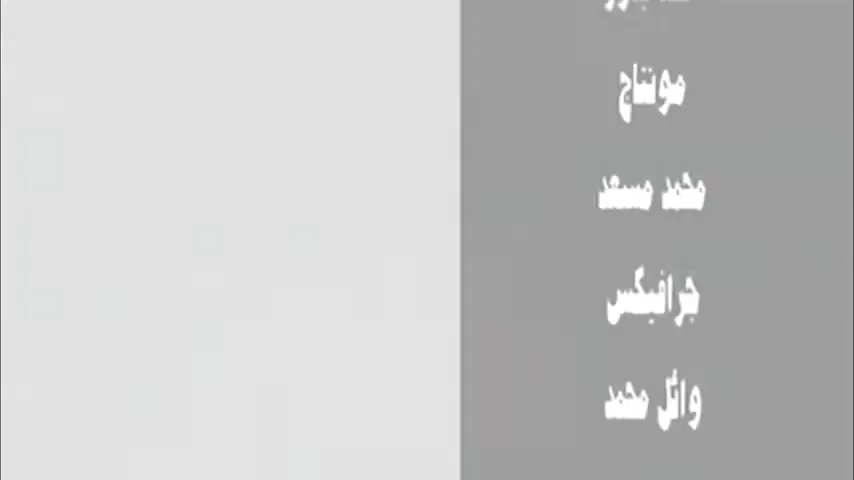 مونتاج
محمد مسعد
جرافيكس
وائل محمد